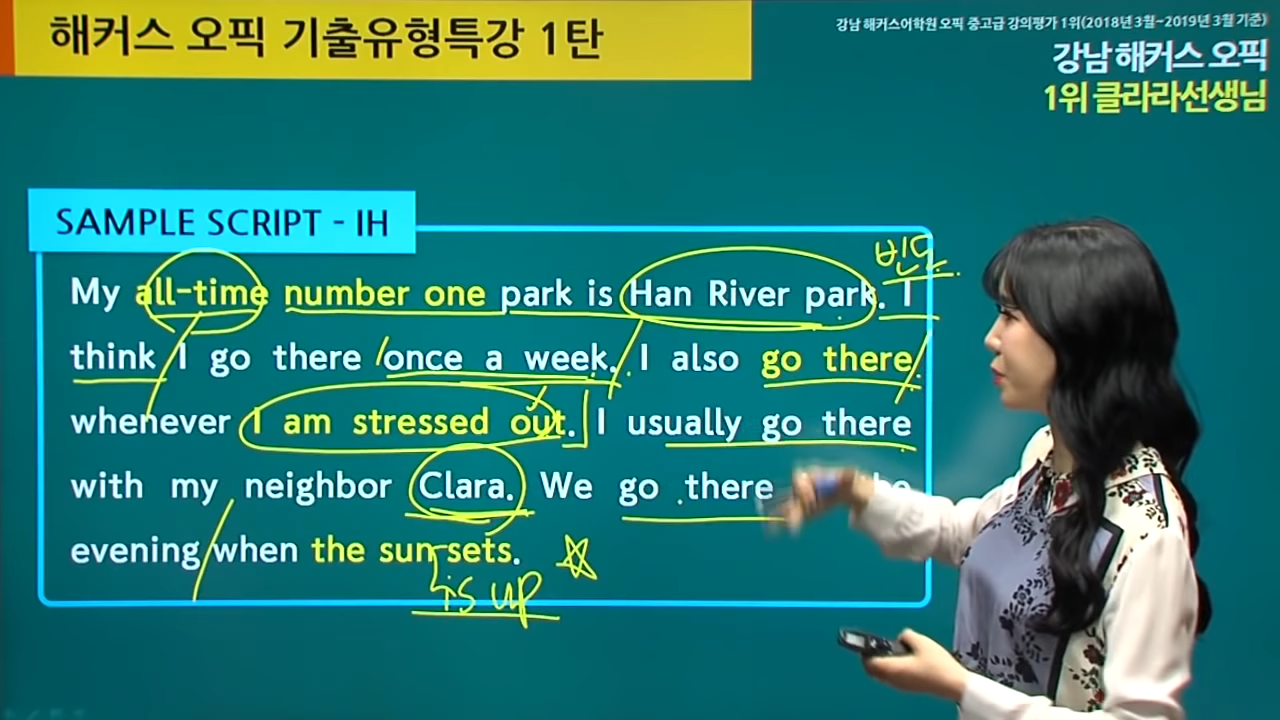 해커스 오픽 기출유형특강 1탄
강남 해커스어학원 오픽 중고급 강의평가 1위(2018년 3월~2019년 3월 기준)
강남 해커스 오픽
1위 클라라선생님
SAMPLE SCRIPT - IH
빈도
My all-time number one park is Han River park. I
think I go there once a week. I also go there
whenever I am stressed out. I usually go there
with my neighbor Clara. We go there
evening when the sun sets.
is up